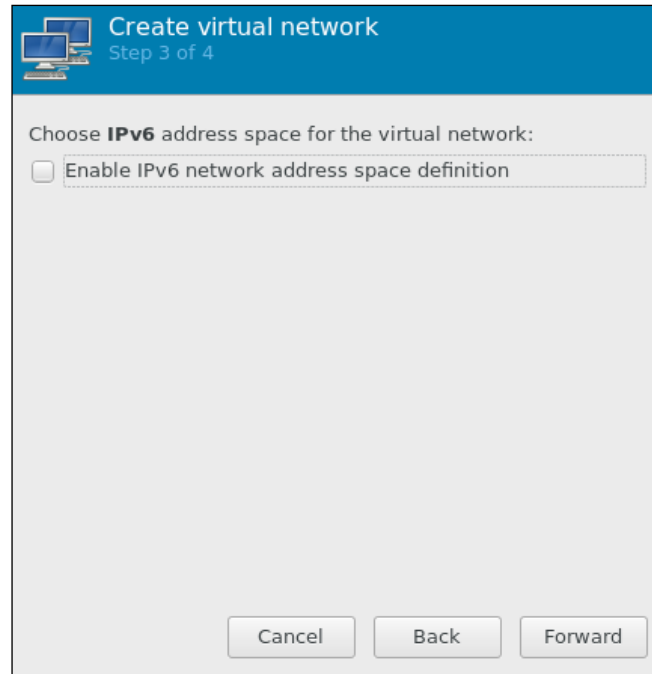 Create virtual network
Step 3 of 4
Choose IPv6 address space for the virtual network:
Enable IPv6 network address space definition
Cancel Back Forward